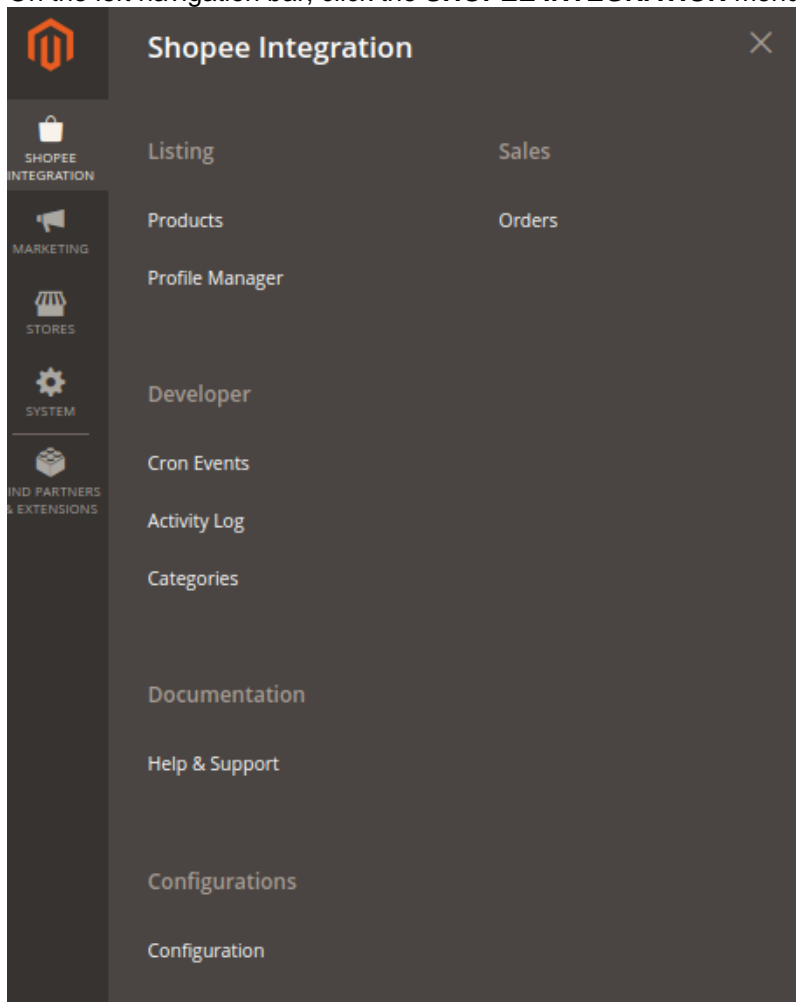 Shopee Integration
SHOPEE
INTEGRATION
MARKETING
STORES
SYSTEM
IND PARTNERS
& EXTENSIONS
Listing
Products
Profile Manager
Sales
Orders
Developer
Cron Events
Activity Log
Categories
Documentation
Help & Support
Configurations
Configuration